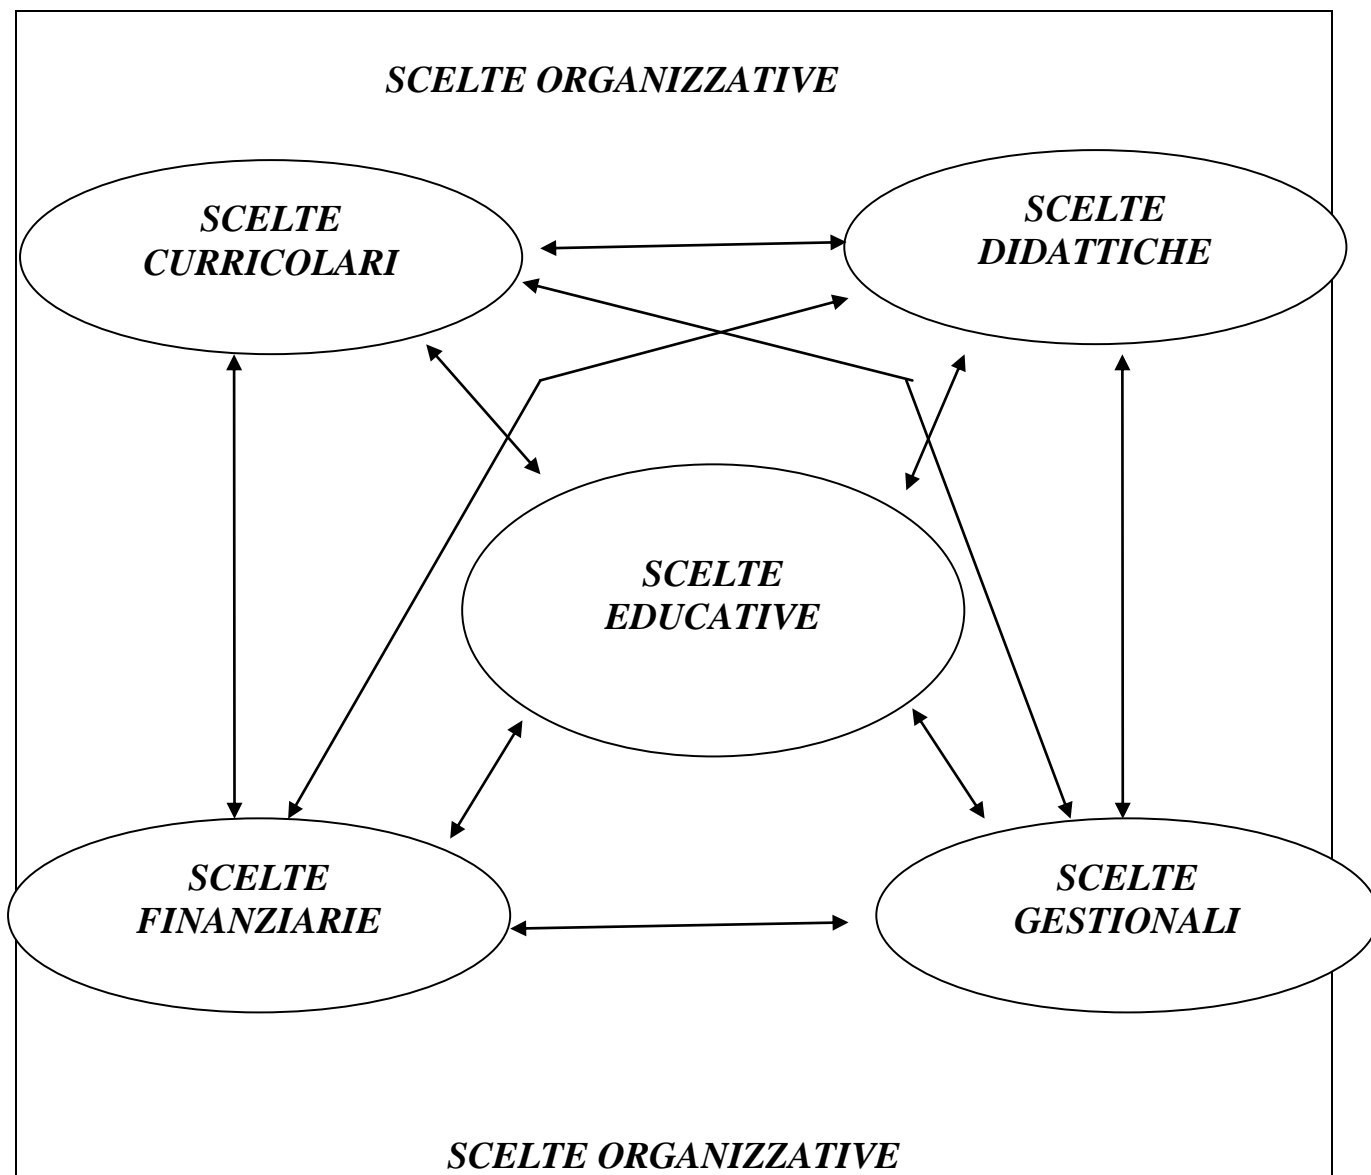 SCELTE ORGANIZZATIVE
SCELTE
CURRICOLARI
SCELTE
DIDATTICHE
SCELTE
EDUCATIVE
SCELTE
FINANZIARIE
SCELTE
GESTIONALI
SCELTE ORGANIZZATIVE